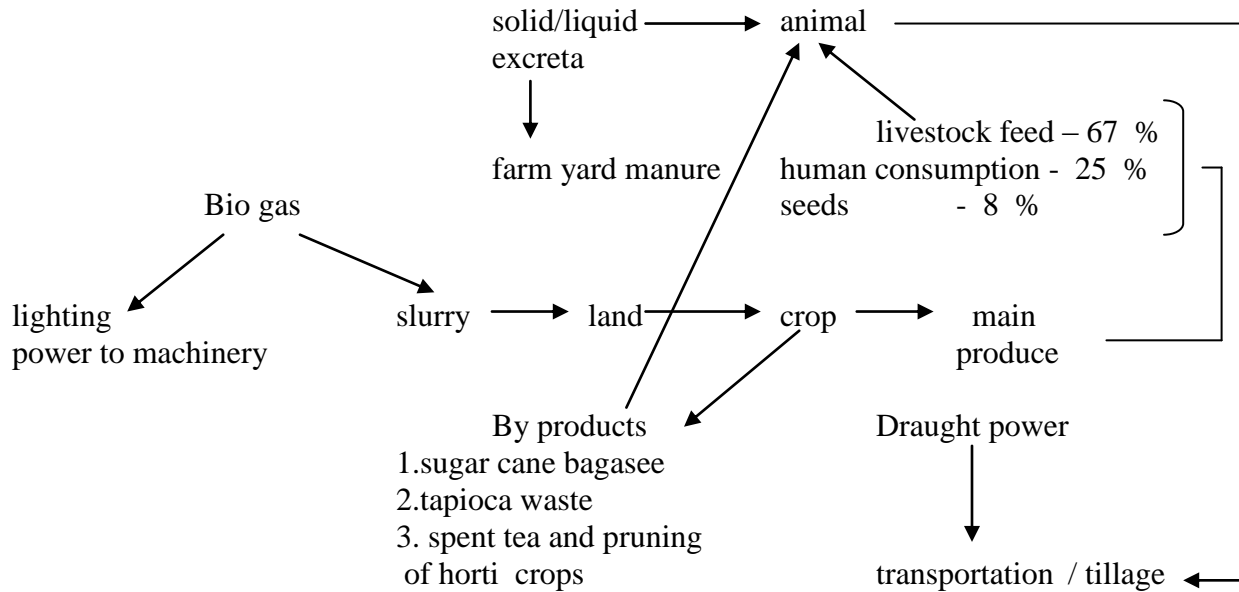 solid/liquid excreta
animal
farm yard manure
livestock feed – 67 %
human consumption - 25 %
seeds - 8 %
Bio gas
lighting
power to machinery
slurry
land
crop
main
produce
By products
1.sugar cane bagasee
2.tapioca waste
3. spent tea and pruning
of horti crops
Draught power
transportation / tillage